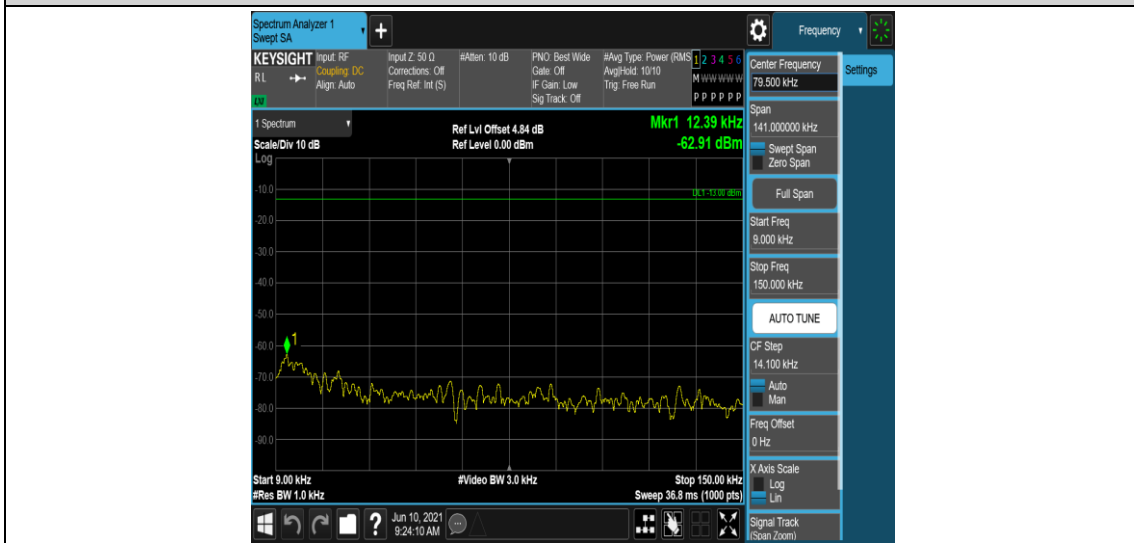 Spectrum Analyzer 1
Swept SA
+
Frequency
KEYSIGHT
RL
Input: RF
Coupling: DC
Align: Auto
Input Z: 50 Ω
Corrections: Off
Freq Ref: Int (S)
#Atten: 10 dB
PNO: Best Wide
Gate: Off
IF Gain: Low
Sig Track: Off
#Avg Type: Power (RMS
Avg|Hold: 10/10
Trig: Free Run
1 2 3 4 5 6
M W W W W W
P P P P P P
1 Spectrum
Scale/Div 10 dB
Log
Ref Lvl Offset 4.84 dB
Ref Level 0.00 dBm
Mkr1 12.39 kHz
-62.91 dBm
DL1 -13.00 dBm
-10.0
-20.0
-30.0
-40.0
-50.0
-60.0
-70.0
-80.0
-90.0
1
Start 9.00 kHz
#Res BW 1.0 kHz
#Video BW 3.0 kHz
Stop 150.00 kHz
Sweep 36.8 ms (1000 pts)
Center Frequency
79.500 kHz
Settings
Span
141.000000 kHz
Swept Span
Zero Span
Full Span
Start Freq
9.000 kHz
Stop Freq
150.000 kHz
AUTO TUNE
CF Step
14.100 kHz
Auto
Man
Freq Offset
0 Hz
X Axis Scale
Log
Lin
Signal Track
(Span Zoom)
?
Jun 10, 2021
9:24:10 AM